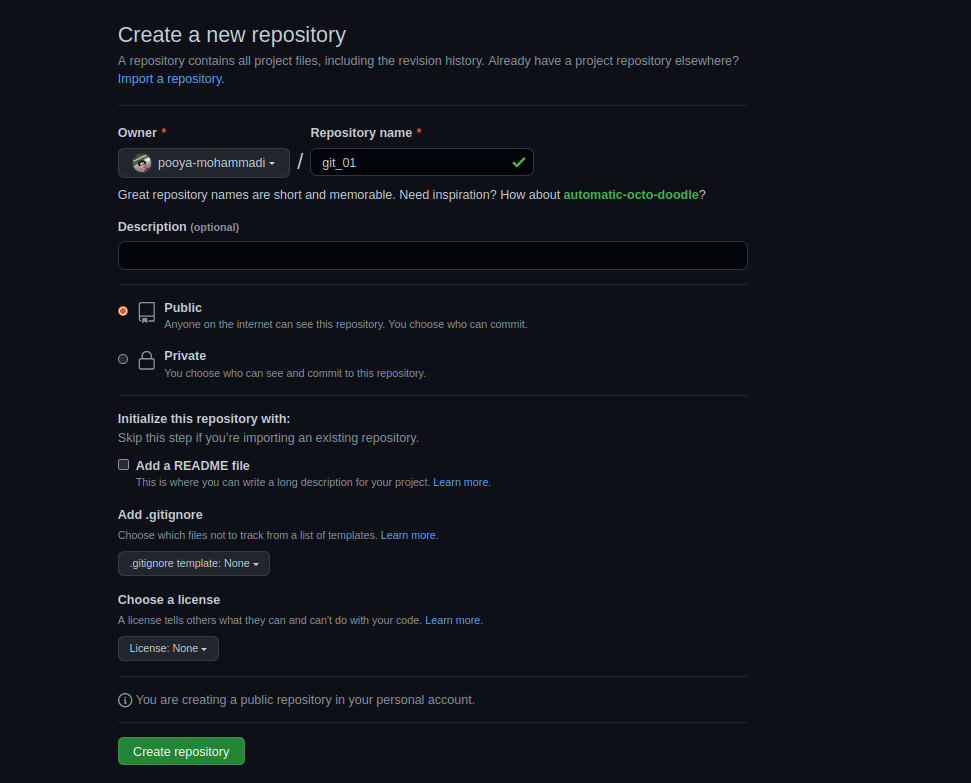 Create a new repository
A repository contains all project files, including the revision history. Already have a project repository elsewhere?
Import a repository.
Owner * Repository name *
pooya-mohammadi / git_01
Great repository names are short and memorable. Need inspiration? How about automatic-octo-doodle?
Description (optional)
Public
Anyone on the internet can see this repository. You choose who can commit.
Private
You choose who can see and commit to this repository.
Initialize this repository with:
Skip this step if you're importing an existing repository.
Add a README file
This is where you can write a long description for your project. Learn more.
Add .gitignore
Choose which files not to track from a list of templates. Learn more.
.gitignore template: None
Choose a license
A license tells others what they can and can't do with your code. Learn more.
License: None
You are creating a public repository in your personal account.
Create repository